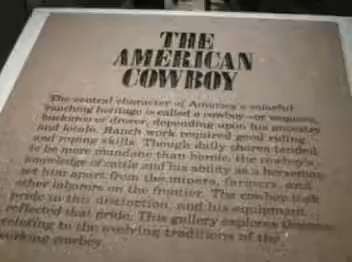 THE
AMERICAN
COWBOY
The central character of America's colorful
ranching heritage is called a cowboy—or vaquero,
buckaroo or drover, depending upon his ancestry
and locale. Ranch work required good riding
and roping skills. Though daily chores tended
to be more mundane than heroic, the cowboy's
knowledge of cattle and his ability as a horseman
set him apart from the miners, farmers, and
other laborers on the frontier. The cowboy took
pride in this distinction, and his equipment
reflected that pride. This gallery explores
relating to the evolving traditions of the
working cowboy.